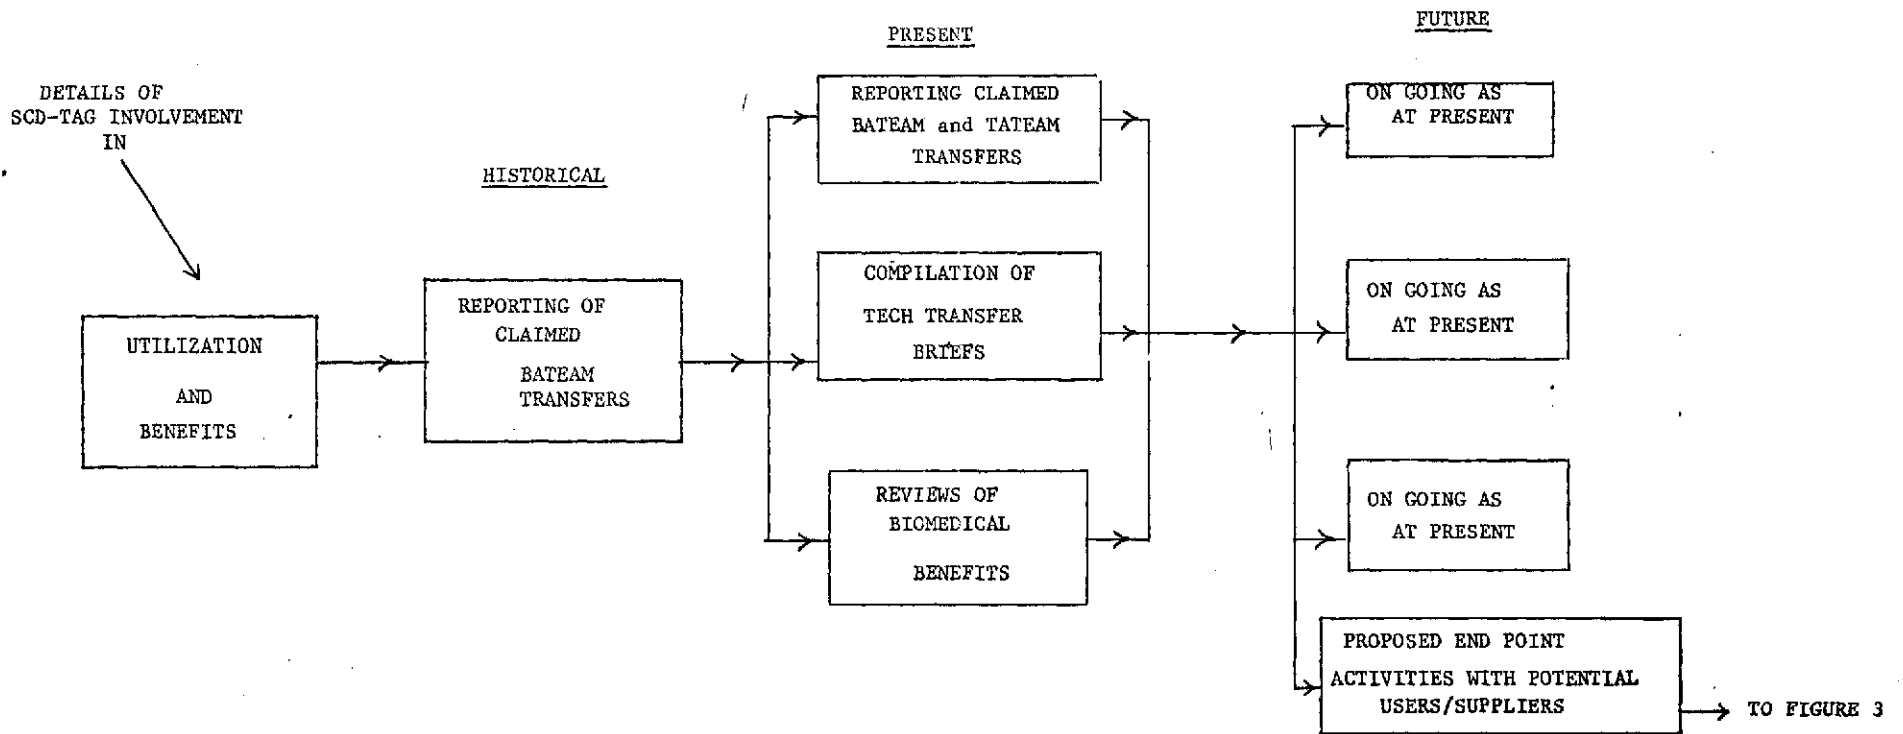 DETAILS OF
SCD-TAG INVOLVEMENT
IN
UTILIZATION
AND
BENEFITS
HISTORICAL
REPORTING OF
CLAIMED
BATEAM
TRANSFERS
PRESENT
REPORTING CLAIMED
BATEAM and TATEAM
TRANSFERS
COMPILATION OF
TECH TRANSFER
BRIEFS
REVIEWS OF
BIOMEDICAL
BENEFITS
FUTURE
ON GOING AS
AT PRESENT
ON GOING AS
AT PRESENT
ON GOING AS
AT PRESENT
PROPOSED END POINT
ACTIVITIES WITH POTENTIAL
USERS/SUPPLIERS
TO FIGURE 3